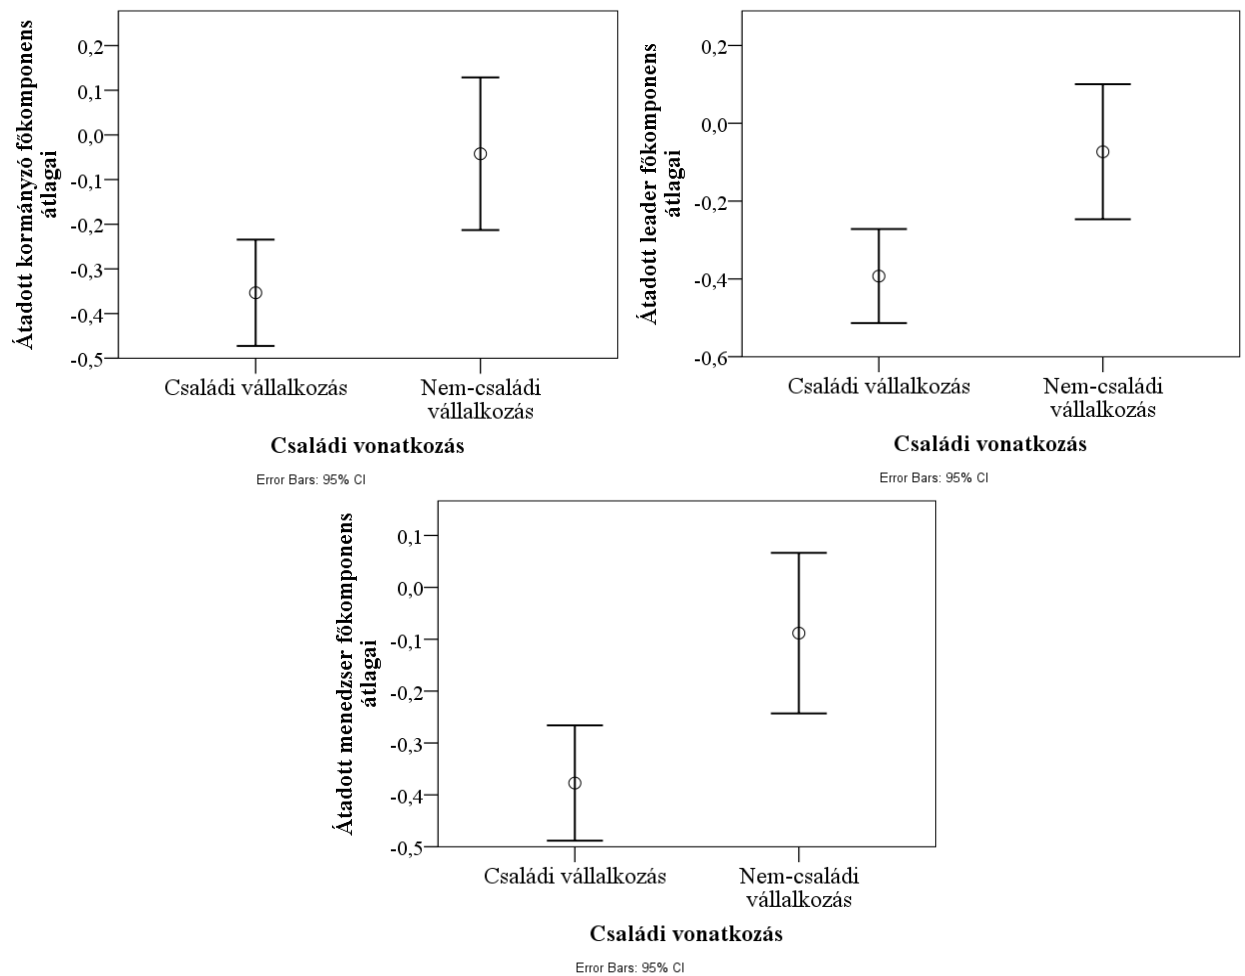 Átadott kormányzó főkomponens
átlagai
0,2
0,1
0,0
-0,1
-0,2
-0,3
-0,4
-0,5
Családi vállalkozás
Nem-családi
vállalkozás
Családi vonatkozás
Error Bars: 95% CI
Átadott leader főkomponens
átlagai
0,2
0,0
-0,2
-0,4
-0,6
Családi vállalkozás
Nem-családi
vállalkozás
Családi vonatkozás
Error Bars: 95% CI
Átadott menedzser főkomponens
átlagai
0,1
0,0
-0,1
-0,2
-0,3
-0,4
-0,5
Családi vállalkozás
Nem-családi
vállalkozás
Családi vonatkozás
Error Bars: 95% CI